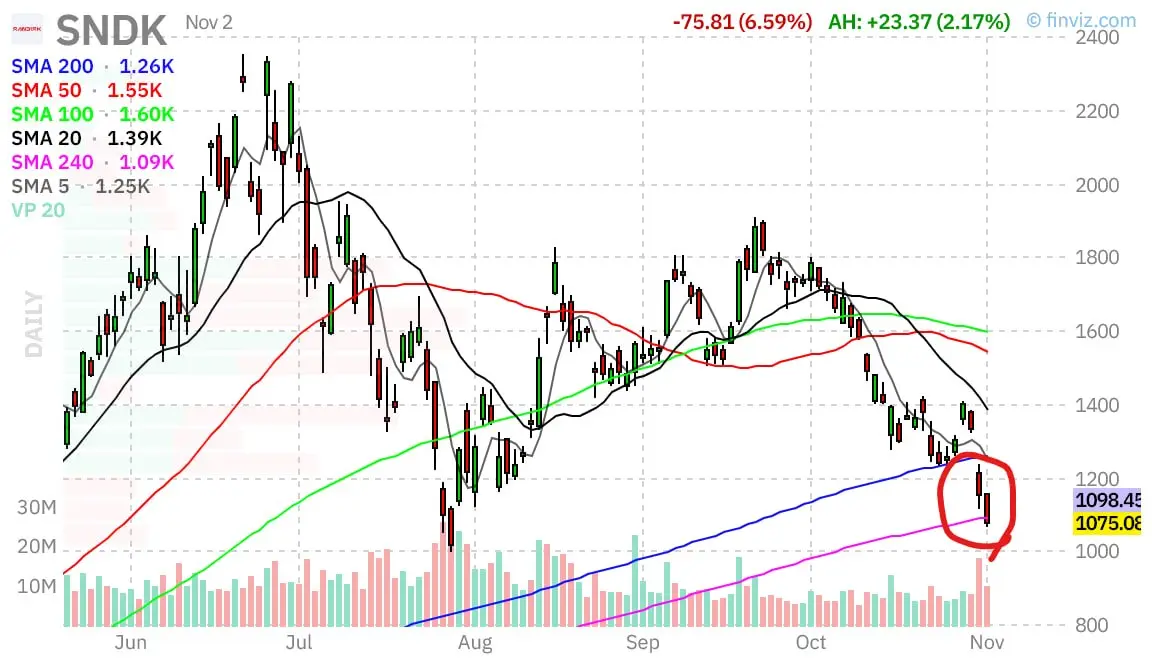 SANDISK SNDK Nov 2 -75.81 (6.59%) AH: +23.37 (2.17%) © finviz.com
SMA 200 · 1.26K
SMA 50 · 1.55K
SMA 100 · 1.60K
SMA 20 · 1.39K
SMA 240 · 1.09K
SMA 5 · 1.25K
VP 20
DAILY
2400
2200
2000
1800
1600
1400
1200
1098.45
1075.08
1000
800
30M
20M
10M
Jun Jul Aug Sep Oct Nov